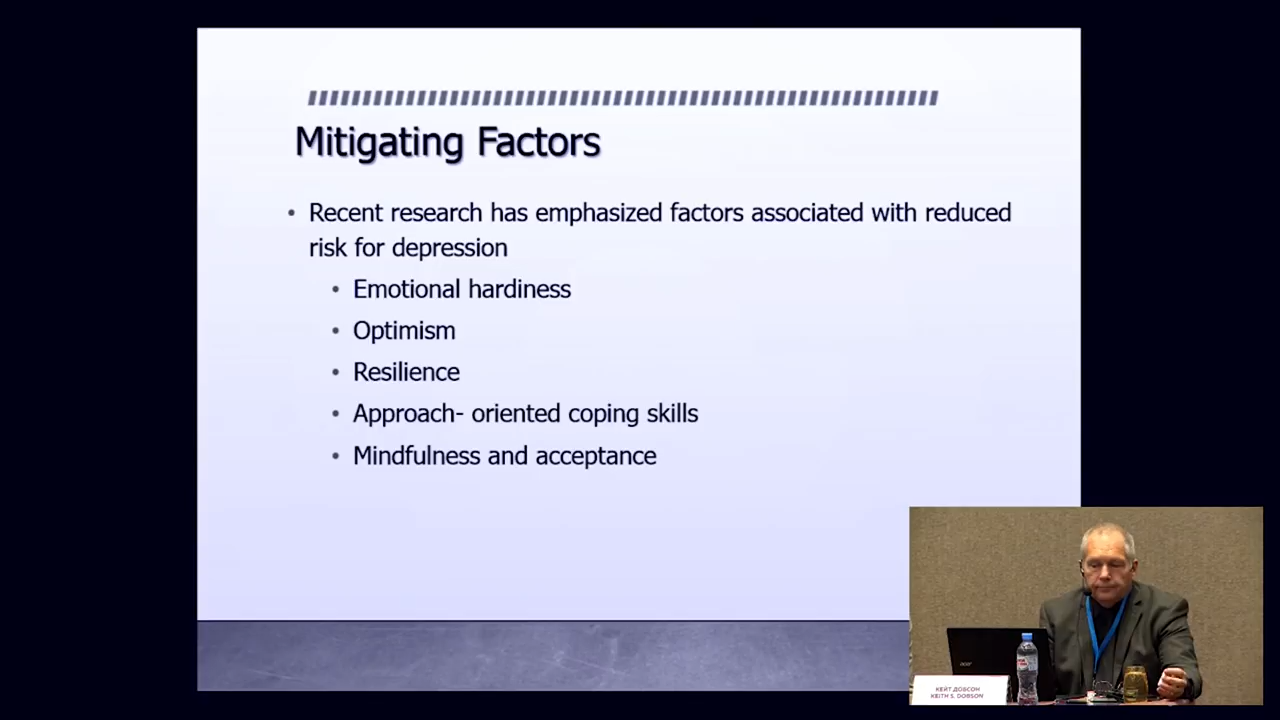 Mitigating Factors
• Recent research has emphasized factors associated with reduced
risk for depression
• Emotional hardiness
• Optimism
• Resilience
• Approach- oriented coping skills
• Mindfulness and acceptance
acer
КЕЙТ ДОБСОН
KEITH S. DOBSON